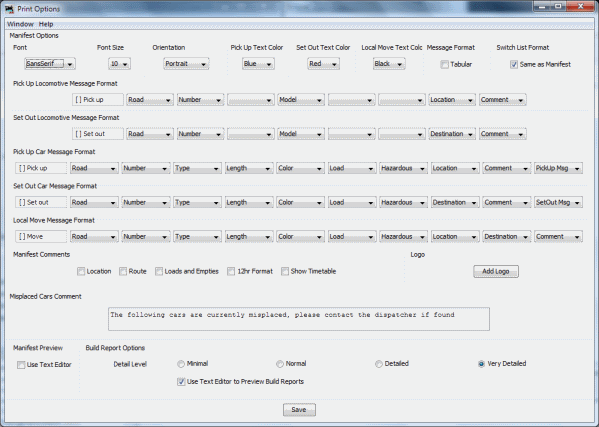 Print Options
Window Help
Manifest Options
Font Font Size Orientation Pick Up Text Color Set Out Text Color Local Move Text Colc Message Format Switch List Format
SansSerif 10 Portrait Blue Red Black Tabular Same as Manifest
Pick Up Locomotive Message Format
[ ] Pick up Road Number Model Location Comment
Set Out Locomotive Message Format
[ ] Set out Road Number Model Destination Comment
Pick Up Car Message Format
[ ] Pick up Road Number Type Length Color Load Hazardous Location Comment PickUp Msg
Set Out Car Message Format
[ ] Set out Road Number Type Length Color Load Hazardous Destination Comment SetOut Msg
Local Move Message Format
[ ] Move Road Number Type Length Color Load Hazardous Location Destination Comment
Manifest Comments Logo
Location Route Loads and Empties 12hr Format Show Timetable Add Logo
Misplaced Cars Comment
The following cars are currently misplaced, please contact the dispatcher if found
Manifest Preview Build Report Options
Use Text Editor Detail Level Minimal Normal Detailed Very Detailed
Use Text Editor to Preview Build Reports
Save